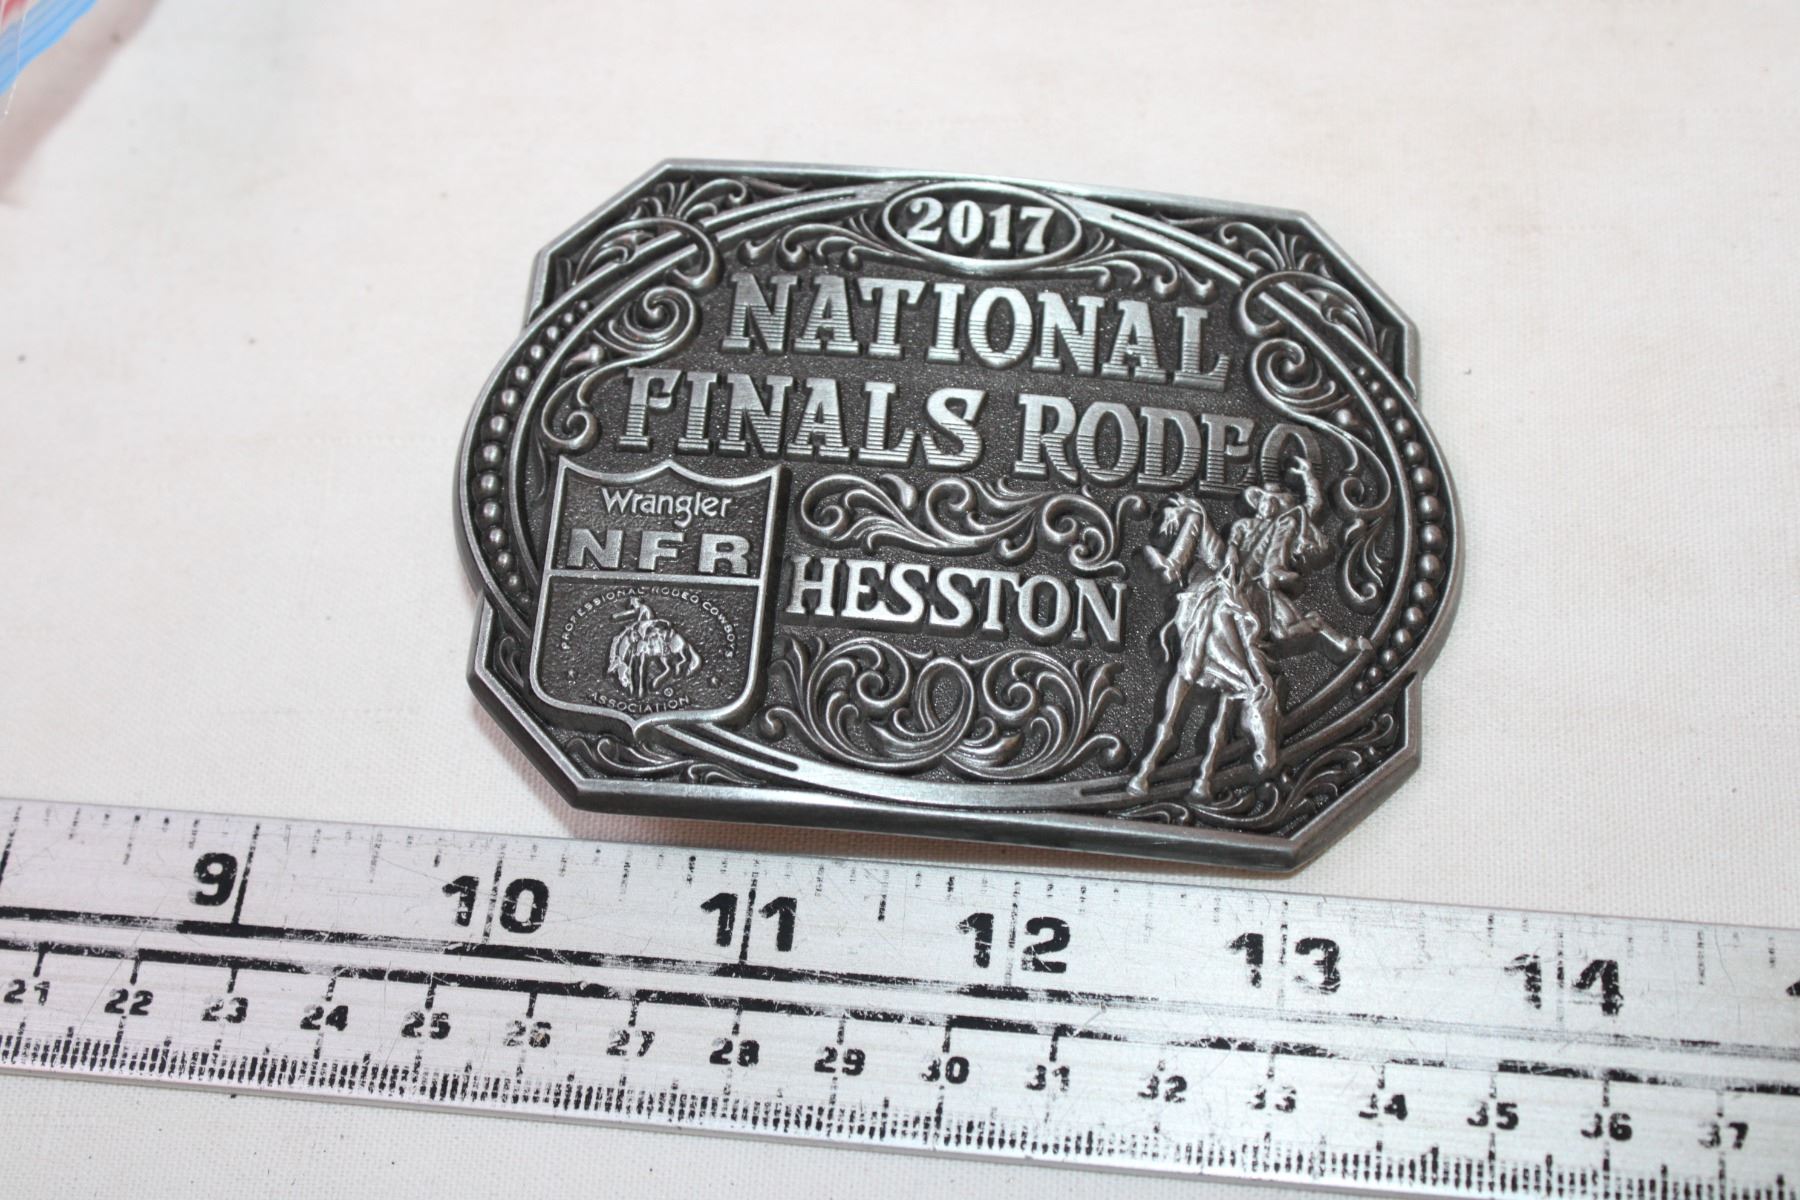 2017
NATIONAL
FINALS RODEO
Wrangler
NFR
PROFESSIONAL RODEO COWBOY'S
ASSOCIATION
©
HESSTON
9 10 11 12 13 14
21 22 23 24 25 26 27 28 29 30 31 32 33 34 35 36 37